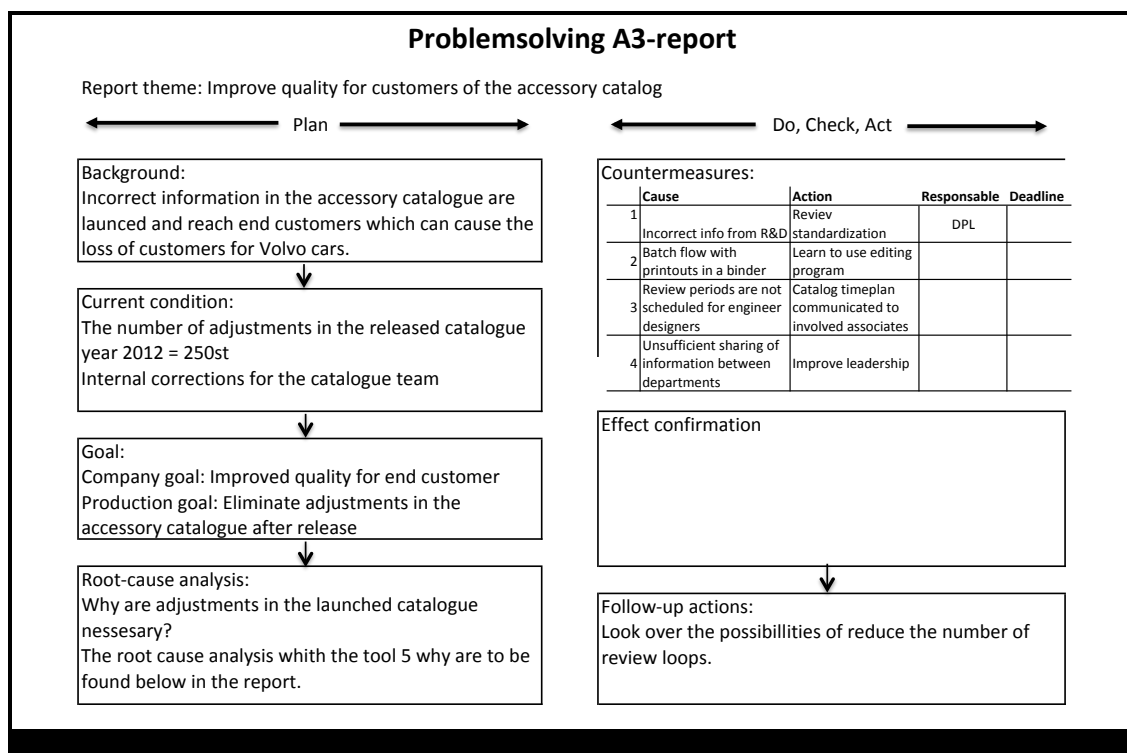 Problemsolving A3-report
Report theme: Improve quality for customers of the accessory catalog
Plan
Background:
Incorrect information in the accessory catalogue are
launced and reach end customers which can cause the
loss of customers for Volvo cars.
Current condition:
The number of adjustments in the released catalogue
year 2012 = 250st
Internal corrections for the catalogue team
Goal:
Company goal: Improved quality for end customer
Production goal: Eliminate adjustments in the
accessory catalogue after release
Root-cause analysis:
Why are adjustments in the launched catalogue
nessesary?
The root cause analysis whith the tool 5 why are to be
found below in the report.
Do, Check, Act
Countermeasures:
Cause Action Responsable Deadline
1 Reviev
Incorrect info from R&D standardization DPL
Batch flow with Learn to use editing
2 printouts in a binder program
Review periods are not Catalog timeplan
3 scheduled for engineer communicated to
designers involved associates
Unsufficient sharing of
4 information between Improve leadership
departments
Effect confirmation
Follow-up actions:
Look over the possibillities of reduce the number of
review loops.